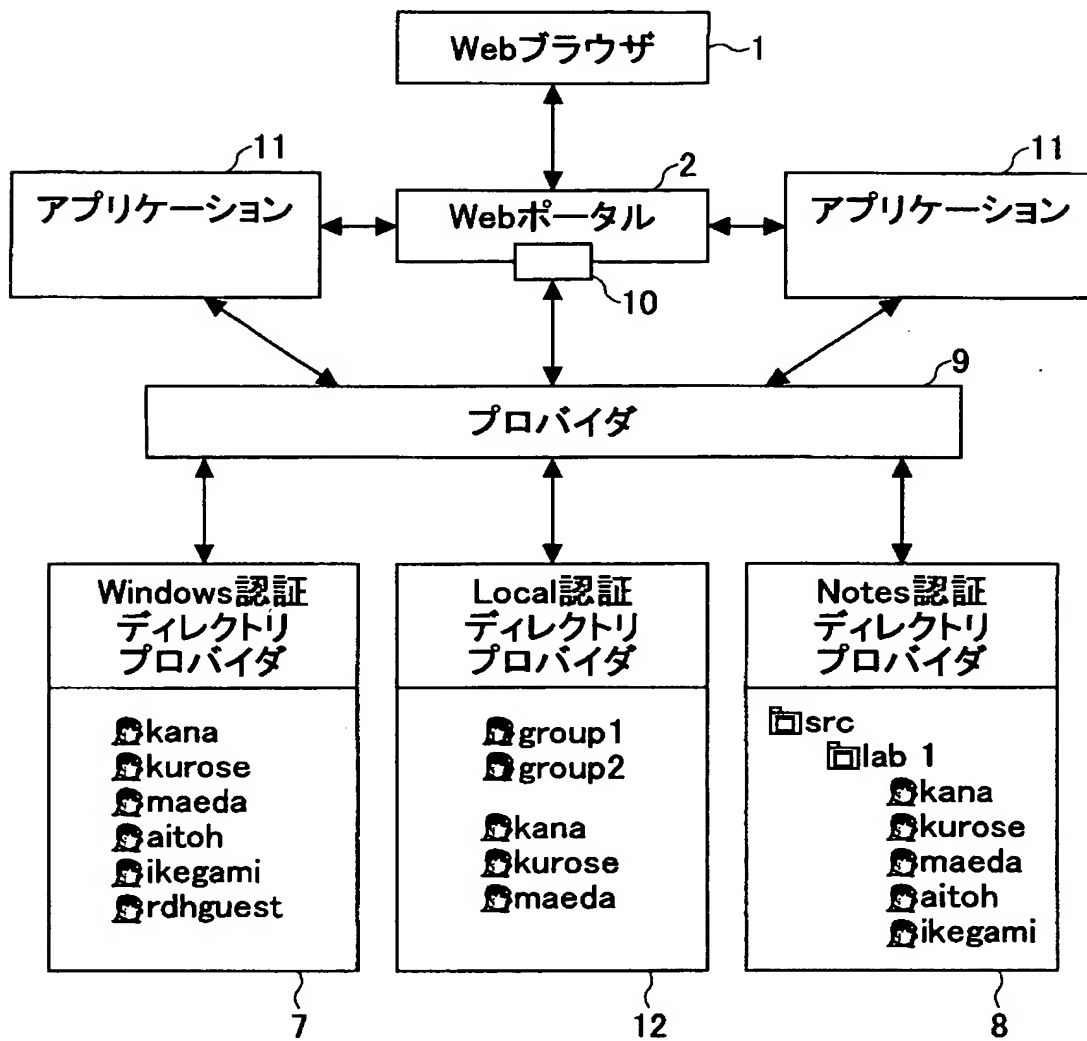 Webブラウザ
1
11
アプリケーション
2
Webポータル
10
11
アプリケーション
9
プロバイダ
Windows認証
ディレクトリ
プロバイダ
kana
kurose
maeda
aitoh
ikegami
rdhguest
7
Local認証
ディレクトリ
プロバイダ
group1
group2
kana
kurose
maeda
12
Notes認証
ディレクトリ
プロバイダ
src
lab 1
kana
kurose
maeda
aitoh
ikegami
8